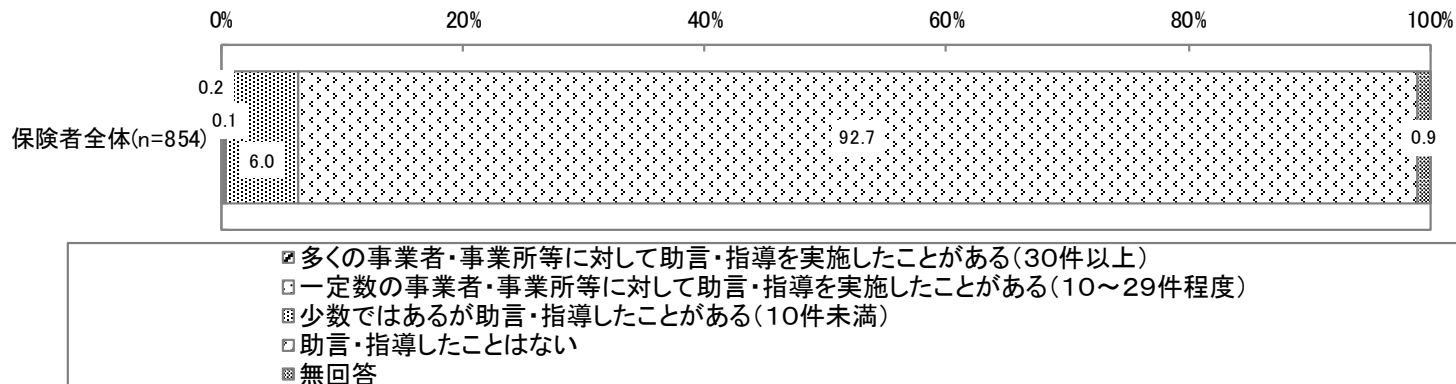 0% 20% 40% 60% 80% 100%
0.2
0.1
保険者全体(n=854)
6.0
92.7
0.9
多くの事業者・事業所等に対して助言・指導を実施したことがある(30件以上)
一定数の事業者・事業所等に対して助言・指導を実施したことがある(10～29件程度)
少数ではあるが助言・指導したことがある(10件未満)
助言・指導したことはない
無回答